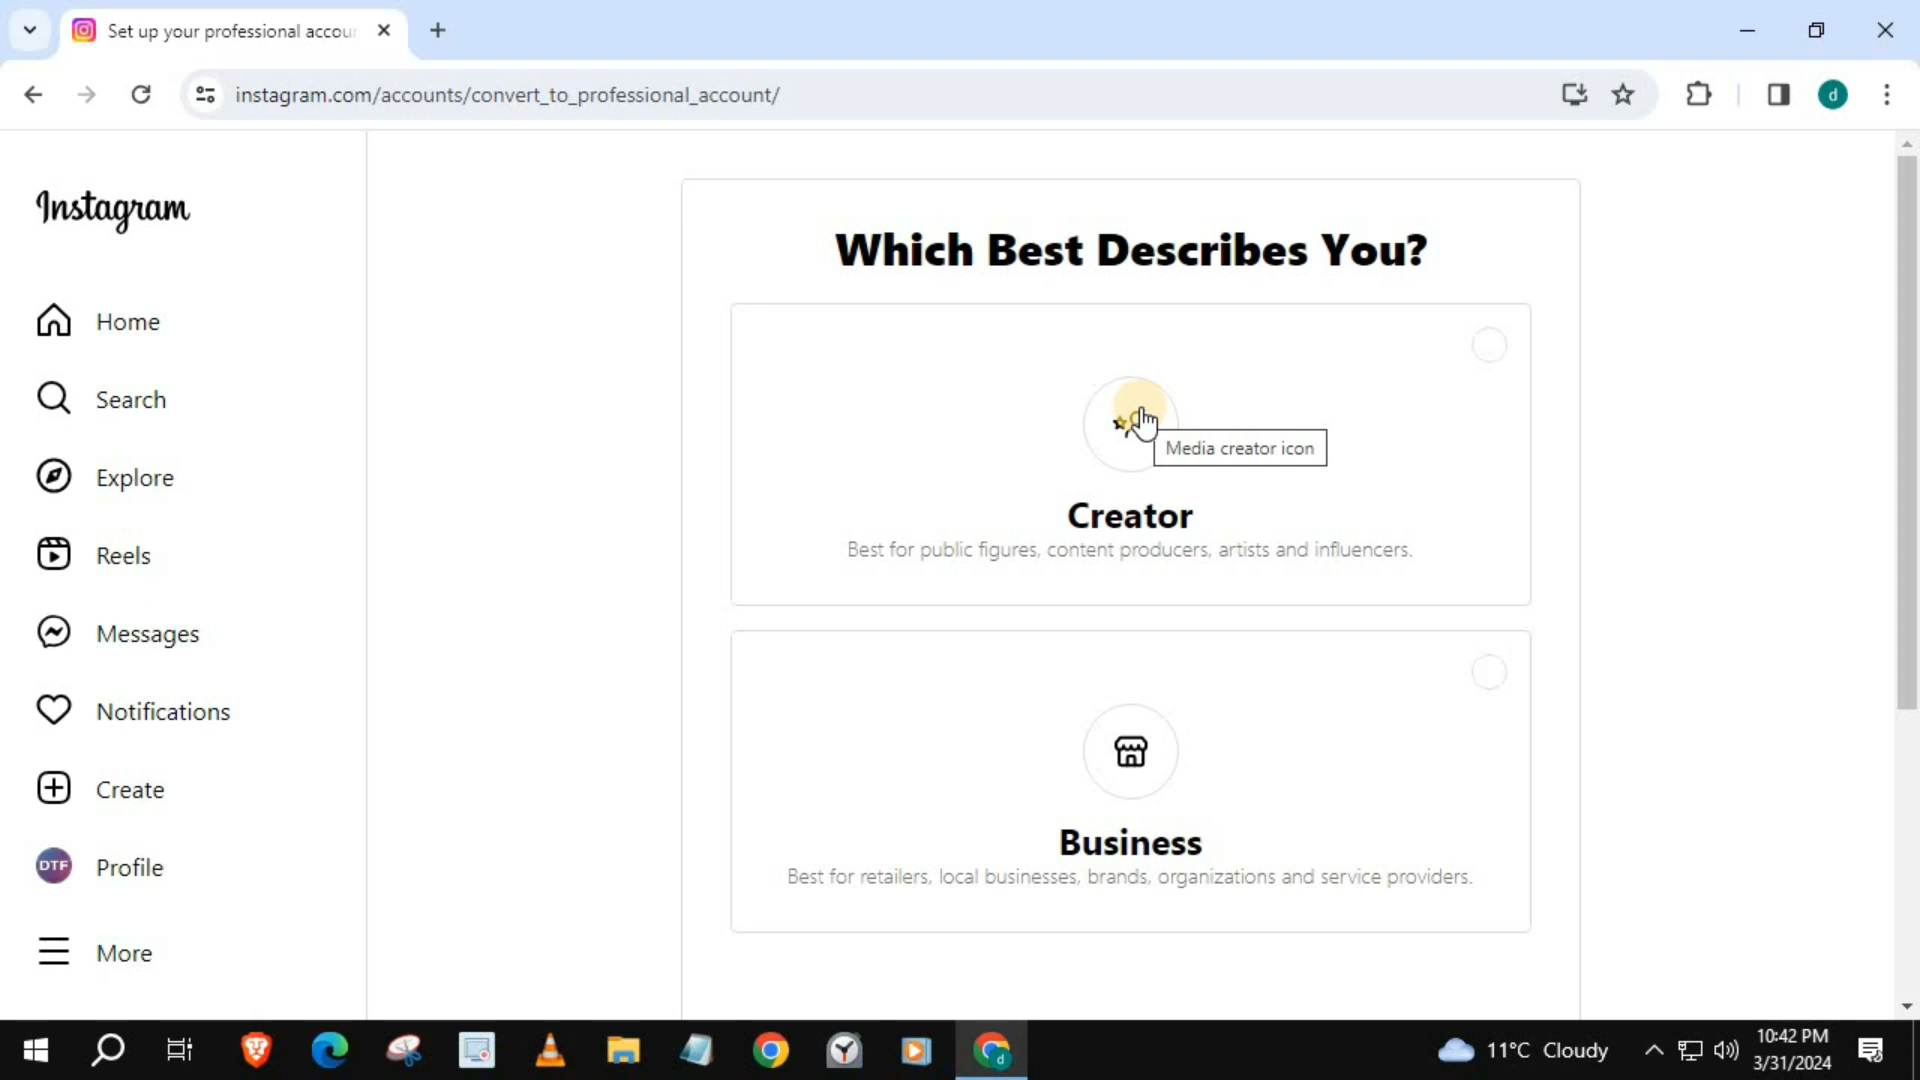 Set up your professional accour
instagram.com/accounts/convert_to_professional_account/
d
Instagram
Home
Search
Explore
Reels
Messages
Notifications
Create
DTF
Profile
More
Which Best Describes You?
Media creator icon
Creator
Best for public figures, content producers, artists and influencers.
Business
Best for retailers, local businesses, brands, organizations and service providers.
d
11°C Cloudy
10:42 PM
3/31/2024